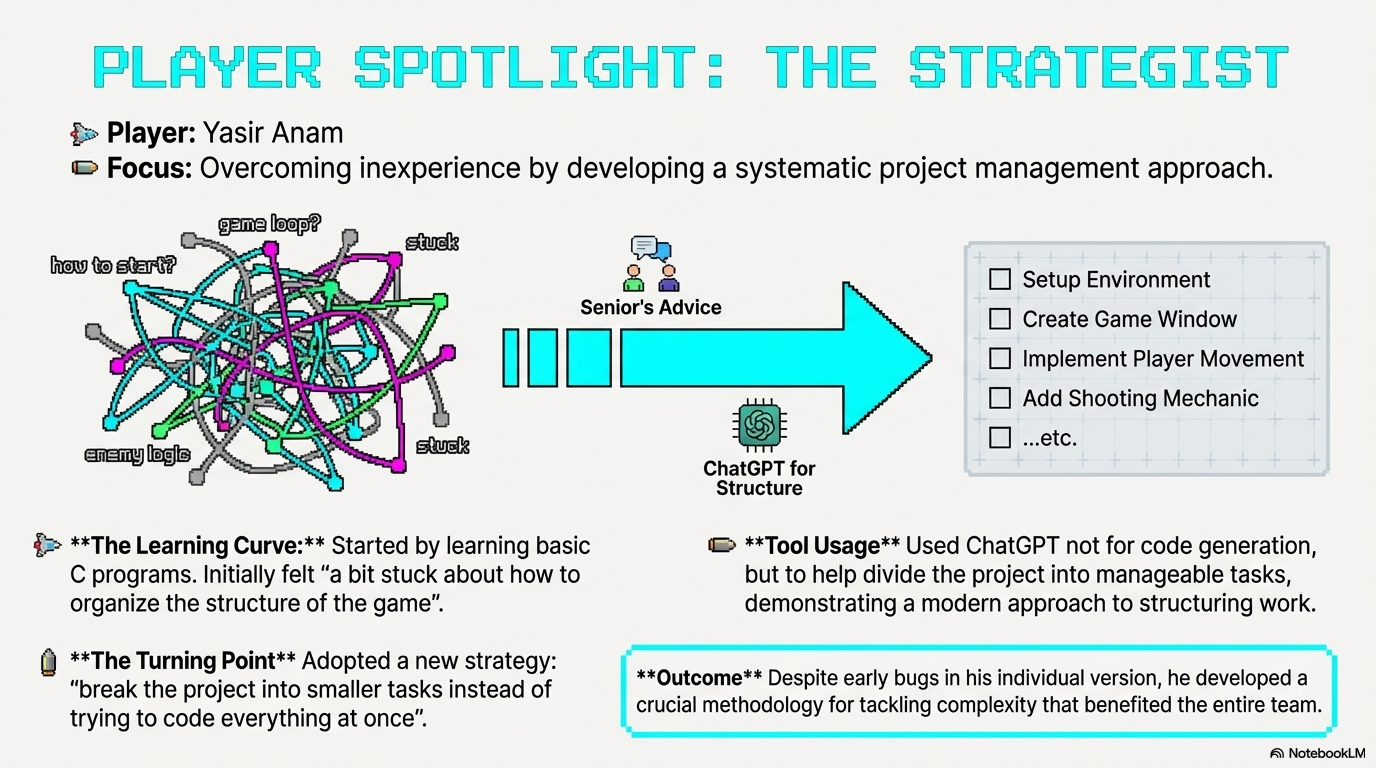 PLAYER SPOTLIGHT: THE STRATEGIST
Player: Yasir Anam
Focus: Overcoming inexperience by developing a systematic project management approach.
game loop?
stuck
how to start?
enemy logic
stuck
Senior's Advice
ChatGPT for
Structure
Setup Environment
Create Game Window
Implement Player Movement
Add Shooting Mechanic
...etc.
**The Learning Curve:** Started by learning basic
C programs. Initially felt “a bit stuck about how to
organize the structure of the game”.
**The Turning Point** Adopted a new strategy:
“break the project into smaller tasks instead of
trying to code everything at once”.
**Tool Usage** Used ChatGPT not for code generation,
but to help divide the project into manageable tasks,
demonstrating a modern approach to structuring work.
**Outcome** Despite early bugs in his individual version, he developed a
crucial methodology for tackling complexity that benefited the entire team.
NotebookLM